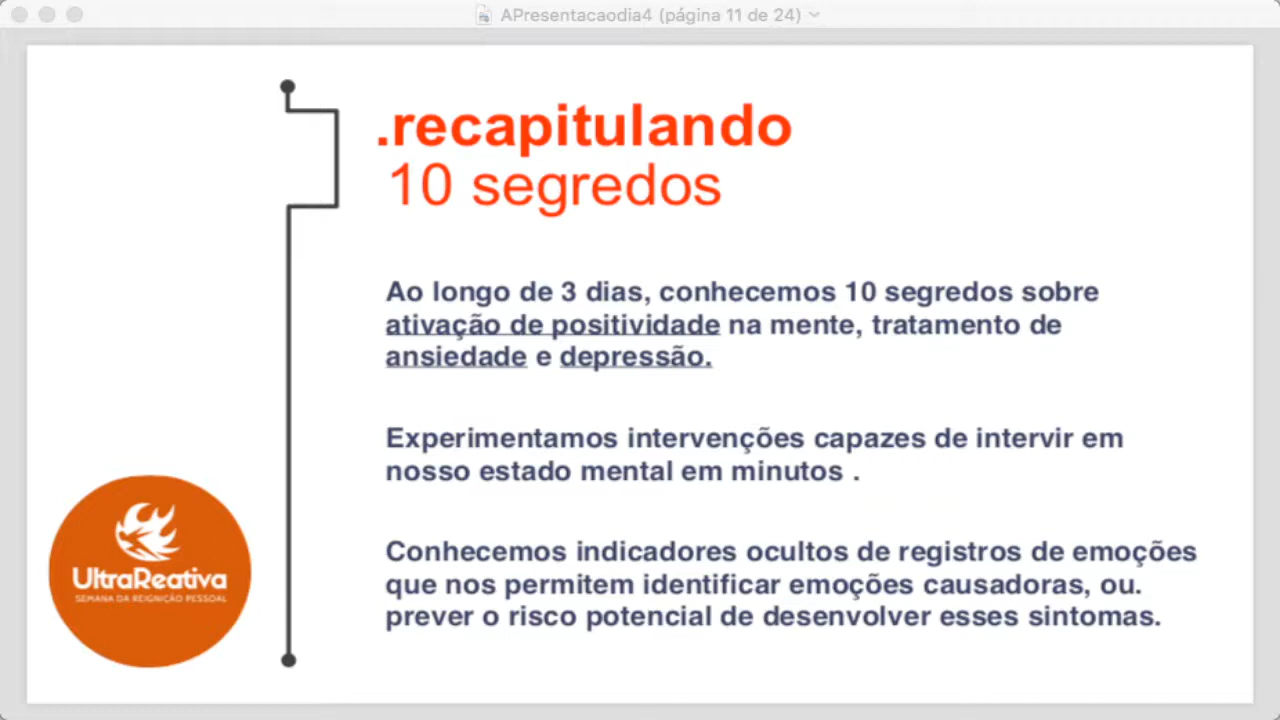 APresentacaodia4 (página 11 de 24)
.recapitulando
10 segredos
Ao longo de 3 dias, conhecemos 10 segredos sobre
ativação de positividade na mente, tratamento de
ansiedade e depressão.
Experimentamos intervenções capazes de intervir em
nosso estado mental em minutos .
Conhecemos indicadores ocultos de registros de emoções
que nos permitem identificar emoções causadoras, ou.
prever o risco potencial de desenvolver esses sintomas.
UltraReativa
SEMANA DA REIGNIÇÃO PESSOAL